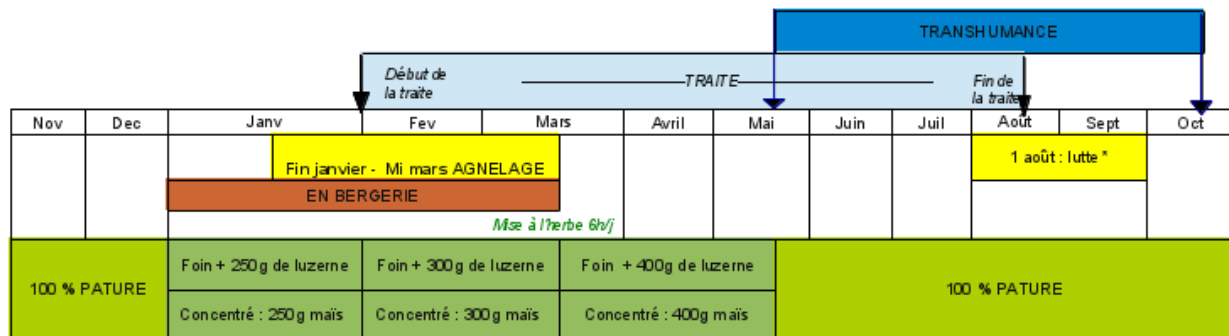 TRANSHUMANCE
Début de
la traite
TRAITE
Fin de
la traite
Nov Dec Janv Fev Mars Avril Mai Juin Juil Août Sept Oct
Fin janvier - Mi mars AGNELAGE
1 août : lutte *
EN BERGERIE
Mise à l'herbe 6h/j
100 % PATURE
Foin + 250g de luzerne
Foin + 300g de luzerne
Foin + 400g de luzerne
100 % PATURE
Concentré : 250g maïs
Concentré : 300g maïs
Concentré : 400g maïs